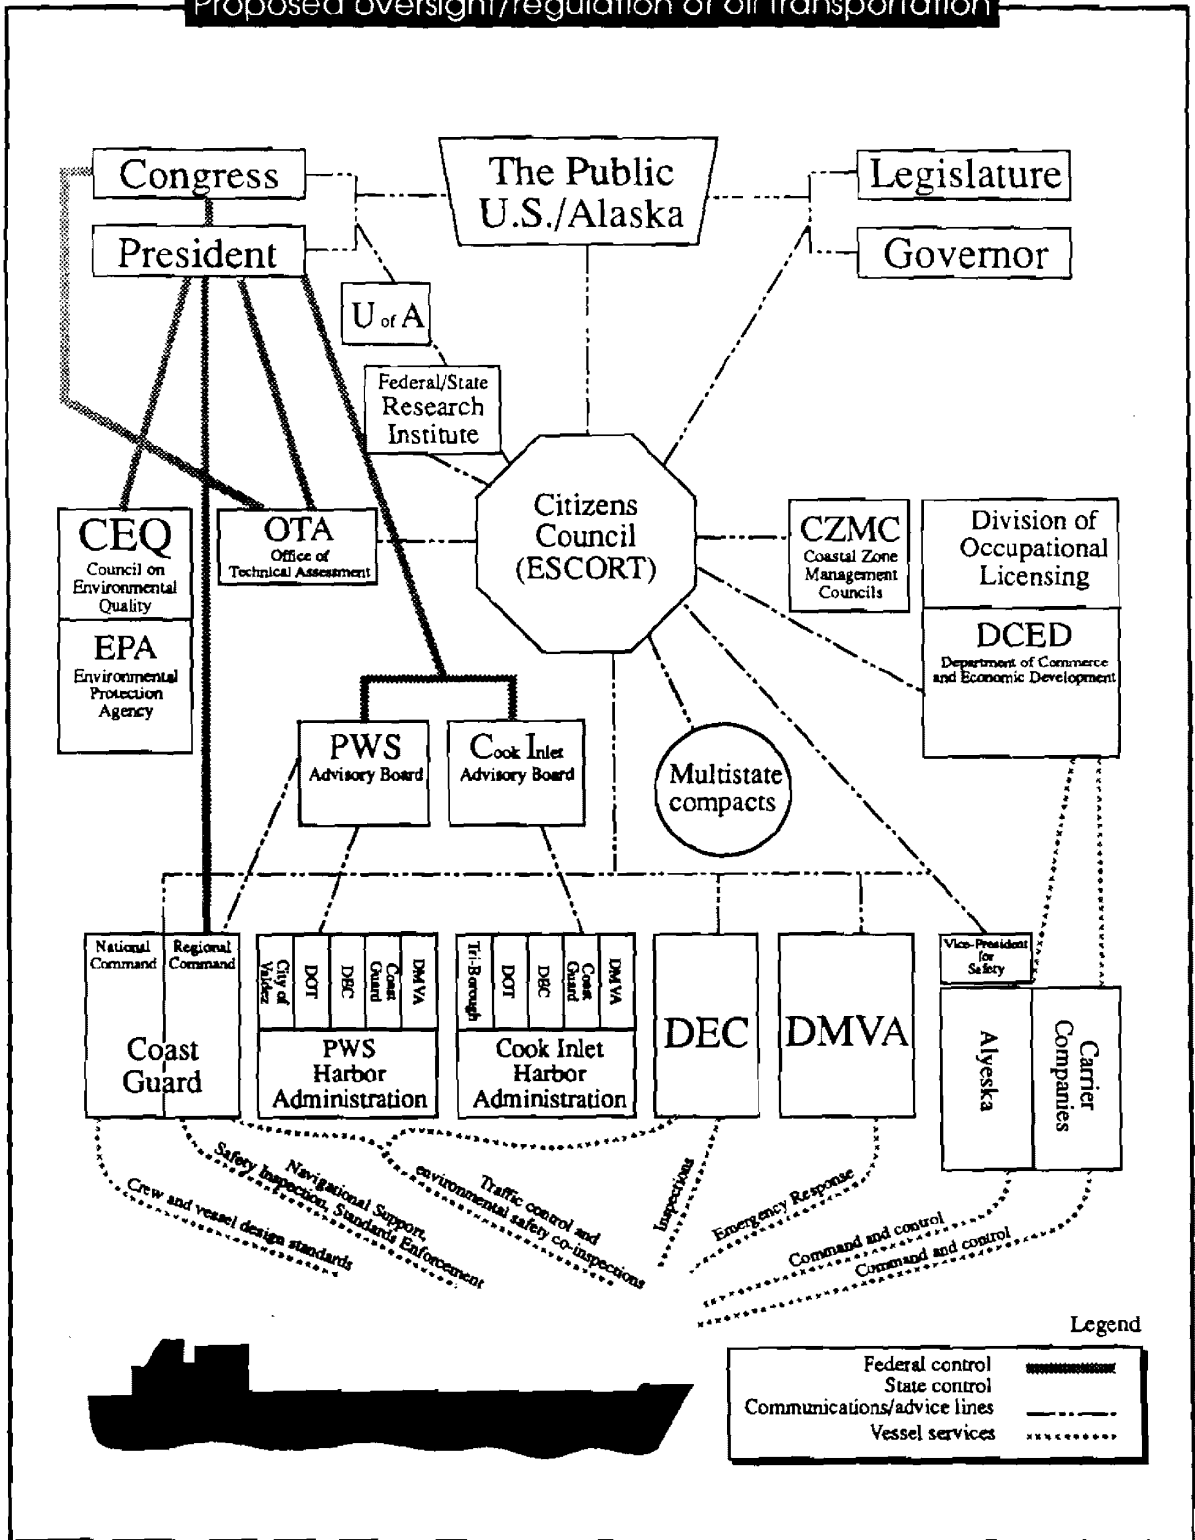 Proposed oversight/regulation of oil transportation
Congress
The Public
U.S./Alaska
Legislature
President
Governor
U of A
Federal/State
Research
Institute
Citizens
Council
(ESCORT)
CEQ
Council on
Environmental
Quality
OTA
Office of
Technical Assessment
CZMC
Coastal Zone
Management
Councils
Division of
Occupational
Licensing
EPA
Environmental
Protection
Agency
DCED
Department of Commerce
and Economic Development
PWS
Advisory Board
Cook Inlet
Advisory Board
Multistate
compacts
National
Command
Regional
Command
Coast
Guard
City of
Valdez
DOT
DEC
Coast
Guard
DMVA
PWS
Harbor
Administration
Tri-Borough
DOT
DEC
Coast
Guard
DMVA
Cook Inlet
Harbor
Administration
DEC
DMVA
Vice-President
for
Safety
Alyeska
Carrier
Companies
Crew and vessel design standards
Navigational Support,
Safety Inspection, Standards Enforcement
Traffic control and
environmental safety co-inspections
Inspections
Emergency Response
Command and control
Command and control
Legend
Federal control
State control
Communications/advice lines
Vessel services